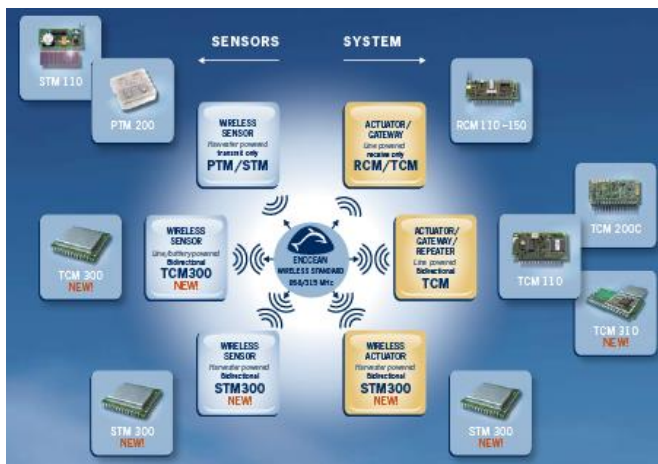 SENSORS
SYSTEM
STM 110
PTM 200
WIRELESS
SENSOR
Harvester powered
transmit only
PTM/STM
ACTUATOR/
GATEWAY
Line powered
receive only
RCM/TCM
RCM 110-150
TCM 300
NEW!
WIRELESS
SENSOR
Line/battery powered
Bidirectional
TCM300
NEW!
ENOCEAN
WIRELESS STANDARD
868/315 MHz
ACTUATOR/
GATEWAY/
REPEATER
Line powered
Bidirectional
TCM
TCM 110
TCM 200C
TCM 310
NEW!
STM 300
NEW!
WIRELESS
SENSOR
Harvester powered
Bidirectional
STM300
NEW!
WIRELESS
ACTUATOR
Harvester powered
Bidirectional
STM300
NEW!
STM 300
NEW!